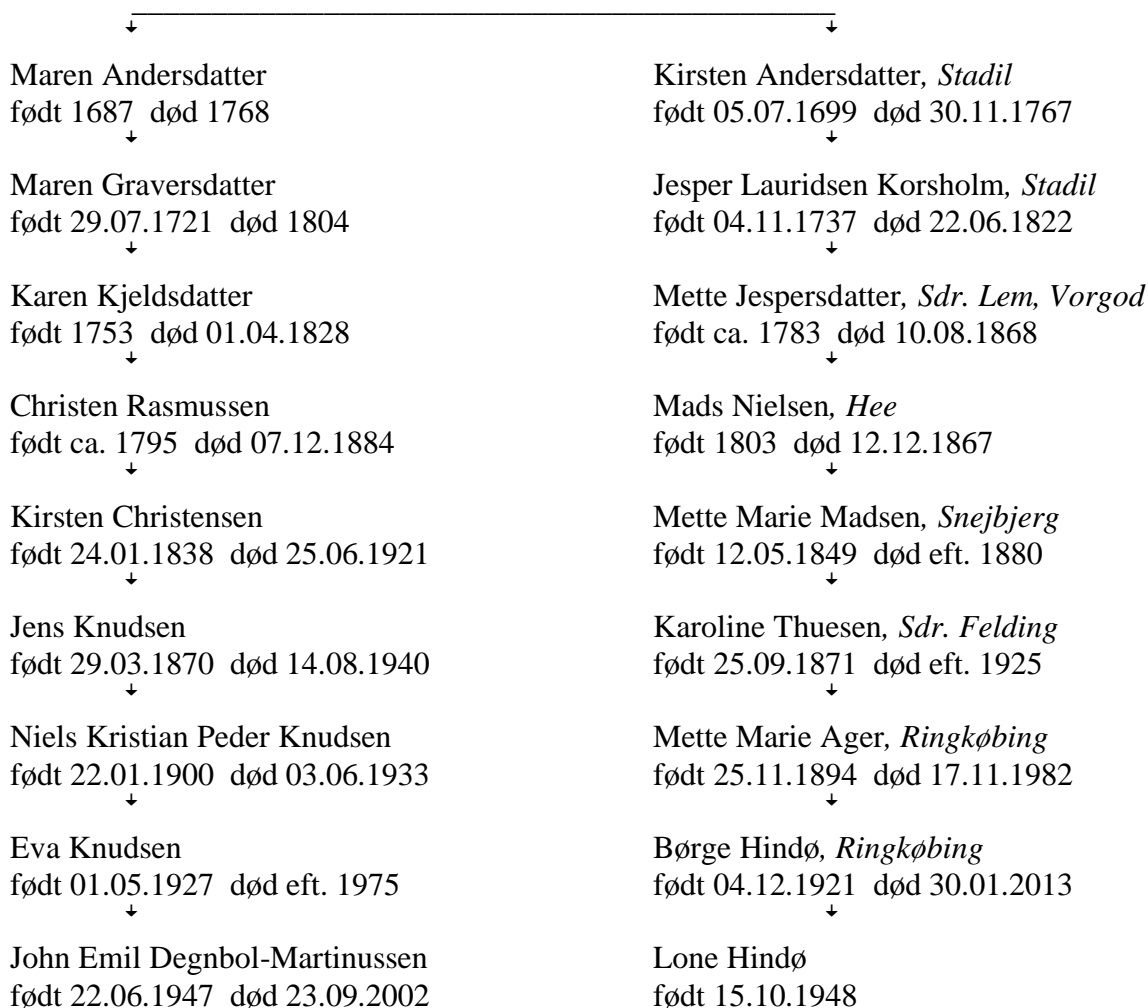 Maren Andersdatter
født 1687 død 1768
Maren Graversdatter
født 29.07.1721 død 1804
Karen Kjeldsdatter
født 1753 død 01.04.1828
Christen Rasmussen
født ca. 1795 død 07.12.1884
Kirsten Christensen
født 24.01.1838 død 25.06.1921
Jens Knudsen
født 29.03.1870 død 14.08.1940
Niels Kristian Peder Knudsen
født 22.01.1900 død 03.06.1933
Eva Knudsen
født 01.05.1927 død eft. 1975
John Emil Degnbol-Martinussen
født 22.06.1947 død 23.09.2002
Kirsten Andersdatter, Stadil
født 05.07.1699 død 30.11.1767
Jesper Lauridsen Korsholm, Stadil
født 04.11.1737 død 22.06.1822
Mette Jespersdatter, Sdr. Lem, Vorgod
født ca. 1783 død 10.08.1868
Mads Nielsen, Hee
født 1803 død 12.12.1867
Mette Marie Madsen, Snejbjerg
født 12.05.1849 død eft. 1880
Karoline Thuesen, Sdr. Felding
født 25.09.1871 død eft. 1925
Mette Marie Ager, Ringkøbing
født 25.11.1894 død 17.11.1982
Børge Hindø, Ringkøbing
født 04.12.1921 død 30.01.2013
Lone Hindø
født 15.10.1948